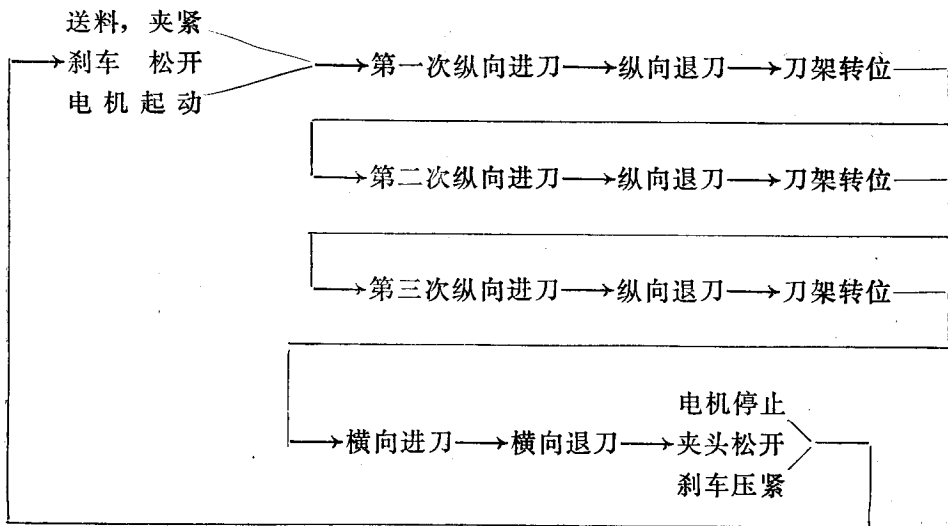 送料，夹紧
刹车 松开
电机起动
第一次纵向进刀 纵向退刀 刀架转位
第二次纵向进刀 纵向退刀 刀架转位
第三次纵向进刀 纵向退刀 刀架转位
横向进刀 横向退刀
电机停止
夹头松开
刹车压紧